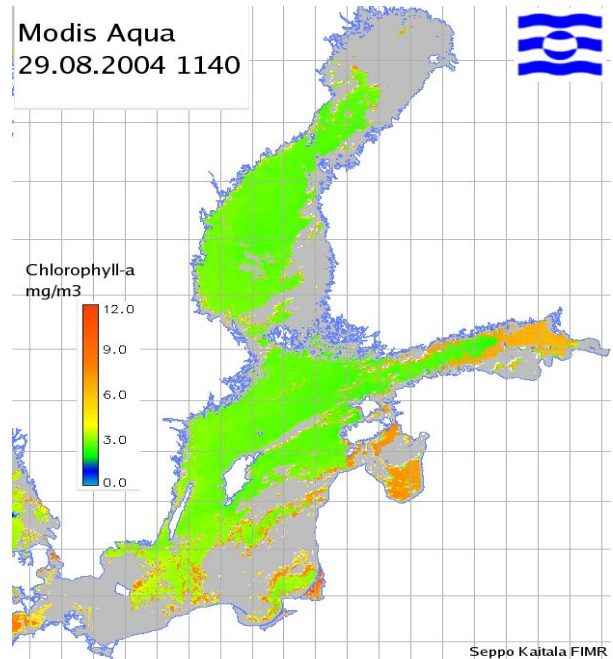 Modis Aqua
29.08.2004 1140
Chlorophyll-a
mg/m3
12.0
9.0
6.0
3.0
0.0
Seppo Kaitala FIMR